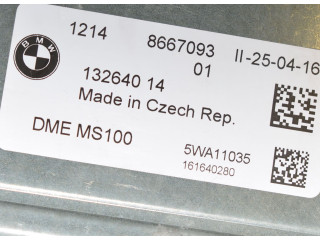 BMW
1214 8667093 II-25-04-16
01
132640 14
Made in Czech Rep.
DME MS100
5WA11035
161640280